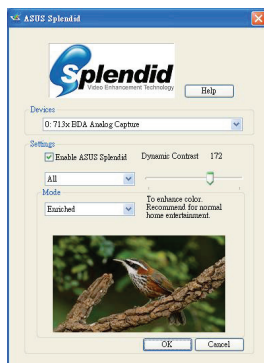 ASUS Splendid
Splendid
Video Enhancement Technology
Help
Devices
0: 713x BDA Analog Capture
Settings
Enable ASUS Splendid
Dynamic Contrast 172
All
Mode
Enriched
To enhance color.
Recommend for normal
home entertainment.
OK
Cancel